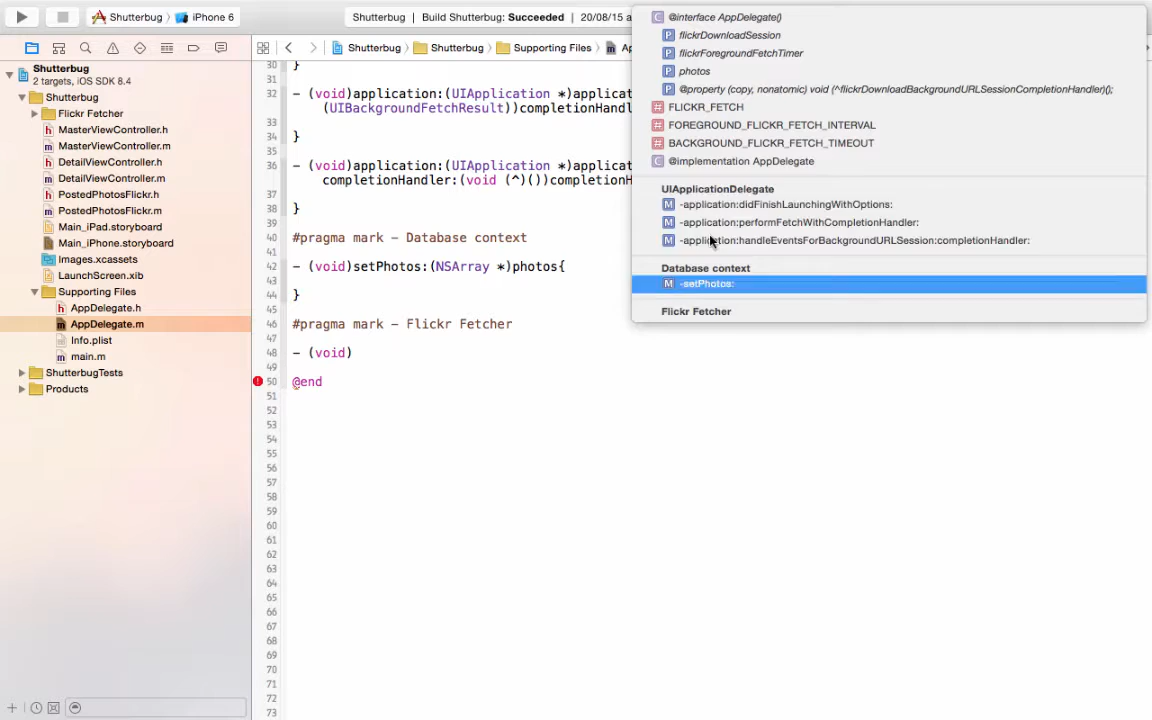 Shutterbug
iPhone 6
Shutterbug | Build Shutterbug: Succeeded | 20/08/15 a
Shutterbug
Shutterbug
Supporting Files
Ap
Shutterbug
2 targets, iOS SDK 8.4
Shutterbug
Flickr Fetcher
MasterViewController.h
MasterViewController.m
DetailViewController.h
DetailViewController.m
PostedPhotosFlickr.h
PostedPhotosFlickr.m
Main_iPad.storyboard
Main_iPhone.storyboard
Images.xcassets
LaunchScreen.xib
Supporting Files
AppDelegate.h
AppDelegate.m
Info.plist
main.m
ShutterbugTests
Products
30 }
31
32 - (void)application:(UIApplication *)applicat
(UIBackgroundFetchResult))completionHandl
33
34 }
35
36 - (void)application:(UIApplication *)applicat
completionHandler:(void (^)())completionH
37
38 }
39
40 #pragma mark - Database context
41
42 - (void)setPhotos:(NSArray *)photos{
43
44 }
45
46 #pragma mark - Flickr Fetcher
47
48 - (void)
49
50 @end
51
52
53
54
55
56
57
58
59
60
61
62
63
64
65
66
67
68
69
70
71
72
73
@interface AppDelegate()
flickrDownloadSession
flickrForegroundFetchTimer
photos
@property (copy, nonatomic) void (^flickrDownloadBackgroundURLSessionCompletionHandler)();
FLICKR_FETCH
FOREGROUND_FLICKR_FETCH_INTERVAL
BACKGROUND_FLICKR_FETCH_TIMEOUT
@implementation AppDelegate
UIApplicationDelegate
-application:didFinishLaunchingWithOptions:
-application:performFetchWithCompletionHandler:
-application:handleEventsForBackgroundURLSession:completionHandler:
Database context
-setPhotos:
Flickr Fetcher